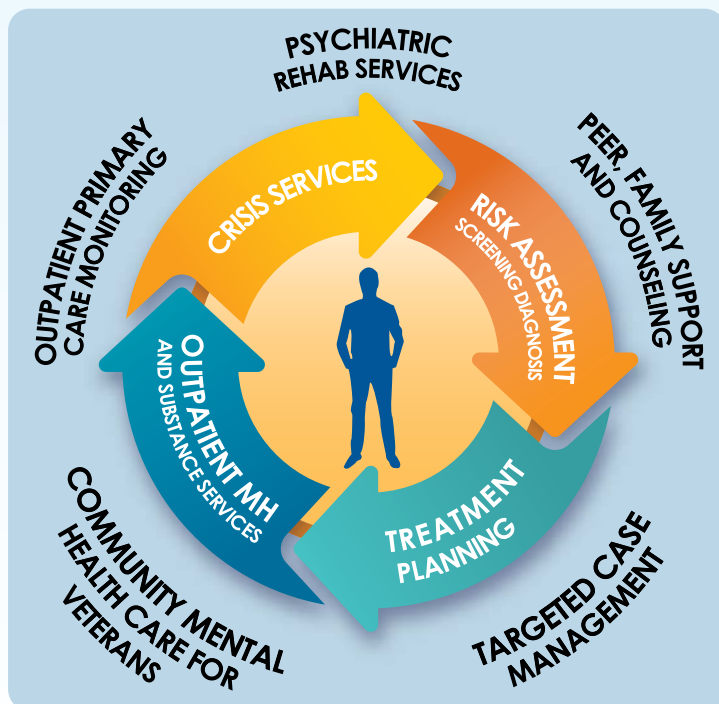 PSYCHIATRIC
REHAB SERVICES
PEER, FAMILY SUPPORT
AND COUNSELING
TARGETED CASE
MANAGEMENT
COMMUNITY MENTAL
HEALTH CARE FOR
VETERANS
OUTPATIENT PRIMARY
CARE MONITORING
CRISIS SERVICES
RISK ASSESSMENT
SCREENING DIAGNOSIS
TREATMENT
PLANNING
OUTPATIENT MH
AND SUBSTANCE SERVICES